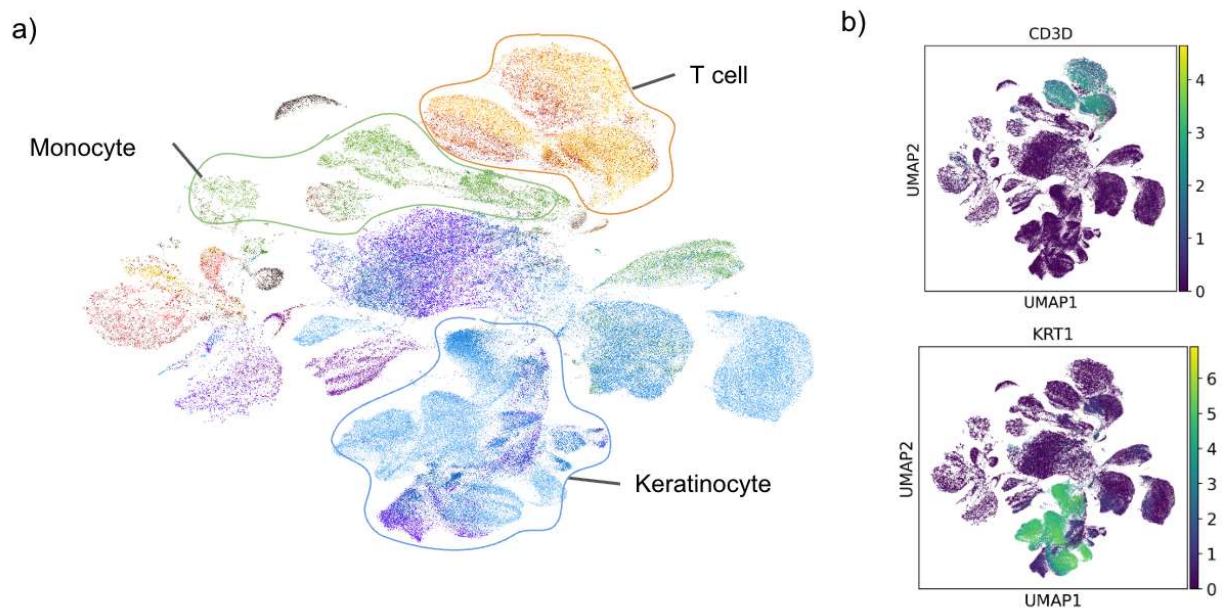 a)
T cell
Monocyte
Keratinocyte
b)
CD3D
UMAP2
4
3
2
1
0
UMAP1
KRT1
UMAP2
6
5
4
3
2
1
0
UMAP1